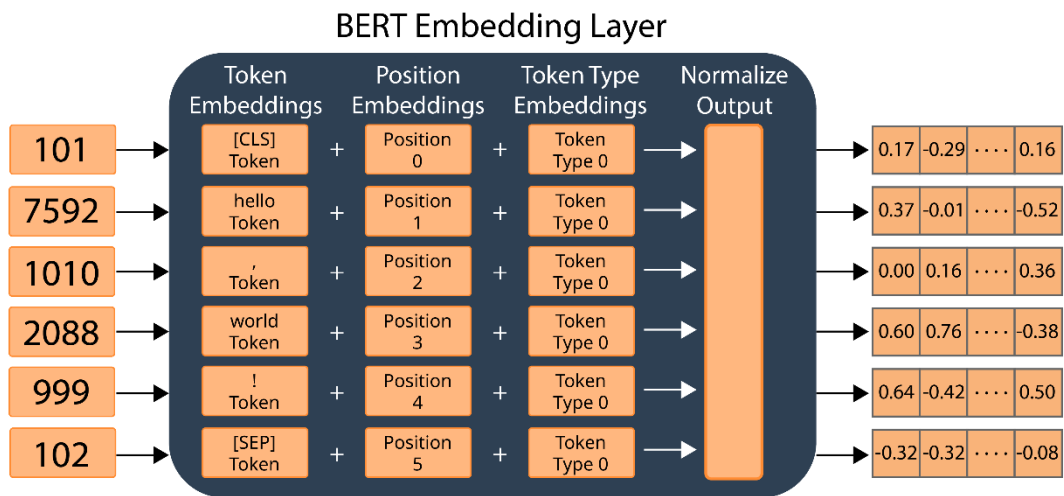 BERT Embedding Layer
Token Position Token Type Normalize
Embeddings Embeddings Embeddings Output
101 [CLS] Token + Position 0 + Token Type 0 0.17 -0.29 ···· 0.16
7592 hello Token + Position 1 + Token Type 0 0.37 -0.01 ···· -0.52
1010 , Token + Position 2 + Token Type 0 0.00 0.16 ···· 0.36
2088 world Token + Position 3 + Token Type 0 0.60 0.76 ···· -0.38
999 ! Token + Position 4 + Token Type 0 0.64 -0.42 ···· 0.50
102 [SEP] Token + Position 5 + Token Type 0 -0.32 -0.32 ···· -0.08